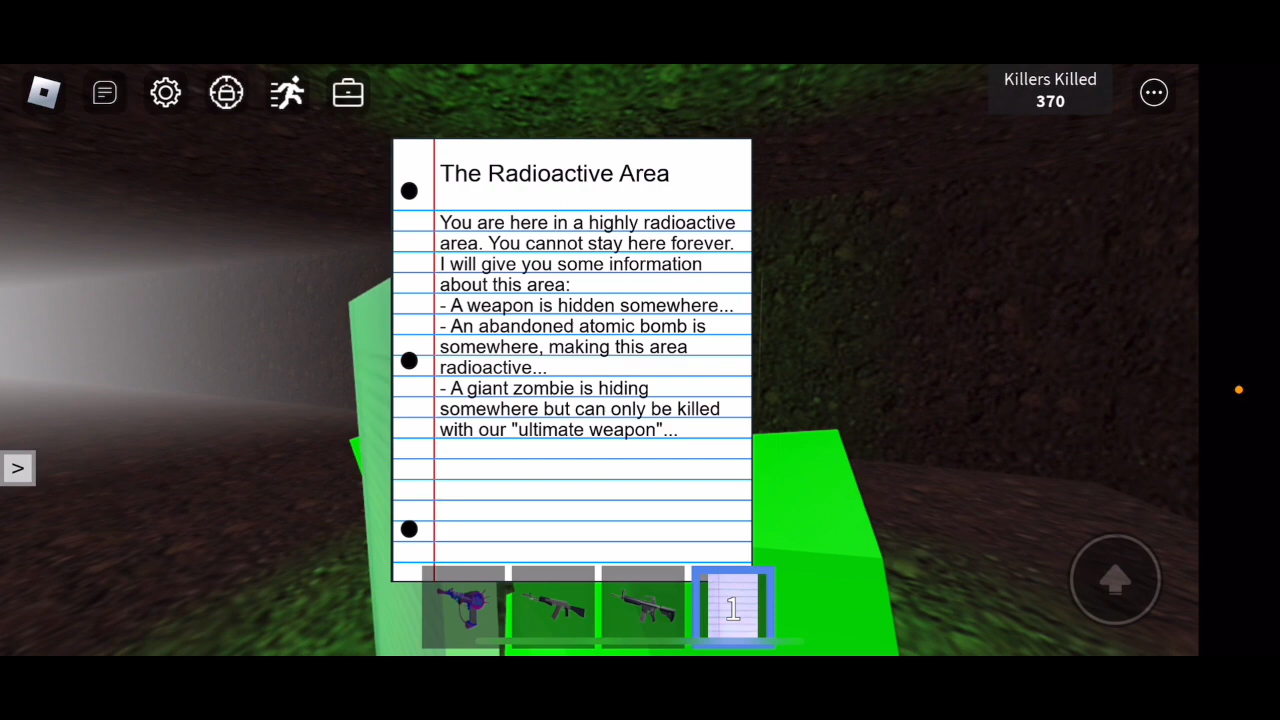 Killers Killed
370
The Radioactive Area
You are here in a highly radioactive
area. You cannot stay here forever.
I will give you some information
about this area:
- A weapon is hidden somewhere...
- An abandoned atomic bomb is
somewhere, making this area
radioactive...
- A giant zombie is hiding
somewhere but can only be killed
with our "ultimate weapon"...
>
1